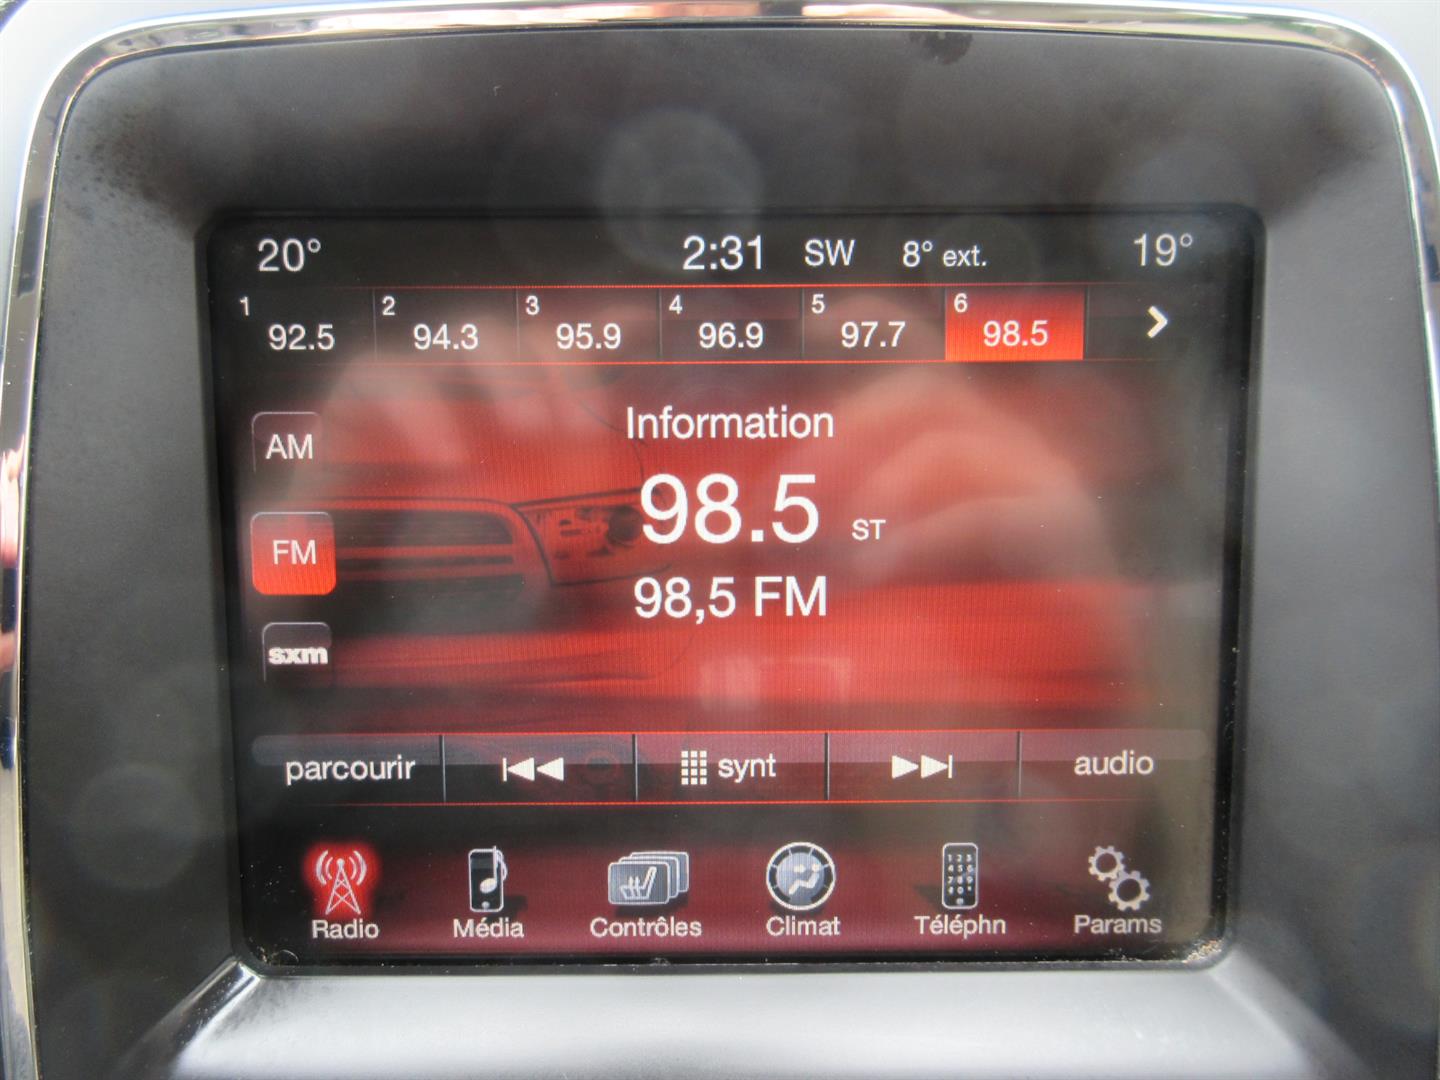 20° 2:31 SW 8° ext. 19°
1 2 3 4 5 6
92.5 94.3 95.9 96.9 97.7 98.5
Information
AM
98.5 ST
FM
98,5 FM
sxm
parcourir synt audio
Radio Média Contrôles Climat Téléphn Params